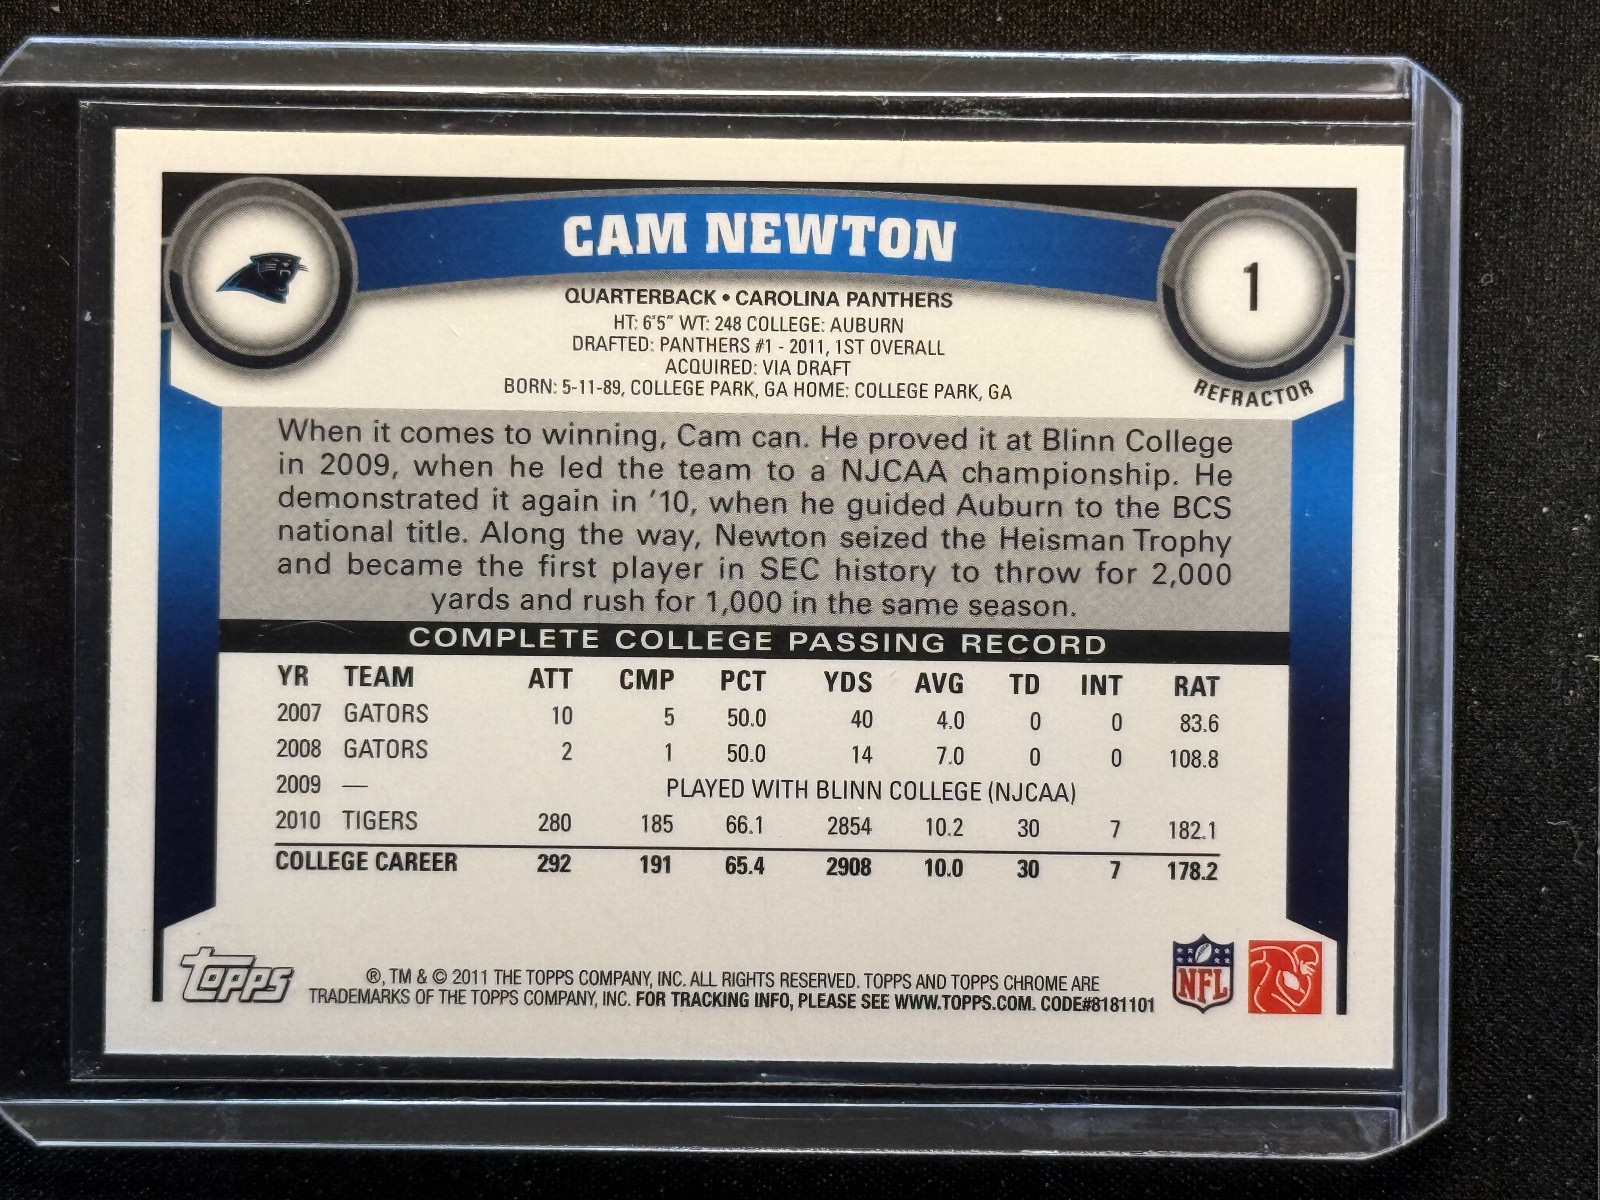 CAM NEWTON
1
QUARTERBACK • CAROLINA PANTHERS
HT: 6'5" WT: 248 COLLEGE: AUBURN
DRAFTED: PANTHERS #1 - 2011, 1ST OVERALL
ACQUIRED: VIA DRAFT
BORN: 5-11-89, COLLEGE PARK, GA HOME: COLLEGE PARK, GA
REFRACTOR
When it comes to winning, Cam can. He proved it at Blinn College
in 2009, when he led the team to a NJCAA championship. He
demonstrated it again in '10, when he guided Auburn to the BCS
national title. Along the way, Newton seized the Heisman Trophy
and became the first player in SEC history to throw for 2,000
yards and rush for 1,000 in the same season.
COMPLETE COLLEGE PASSING RECORD
YR TEAM ATT CMP PCT YDS AVG TD INT RAT
2007 GATORS 10 5 50.0 40 4.0 0 0 83.6
2008 GATORS 2 1 50.0 14 7.0 0 0 108.8
2009 — PLAYED WITH BLINN COLLEGE (NJCAA)
2010 TIGERS 280 185 66.1 2854 10.2 30 7 182.1
COLLEGE CAREER 292 191 65.4 2908 10.0 30 7 178.2
topps
®, TM & © 2011 THE TOPPS COMPANY, INC. ALL RIGHTS RESERVED. TOPPS AND TOPPS CHROME ARE
TRADEMARKS OF THE TOPPS COMPANY, INC. FOR TRACKING INFO, PLEASE SEE WWW.TOPPS.COM. CODE#8181101
NFL